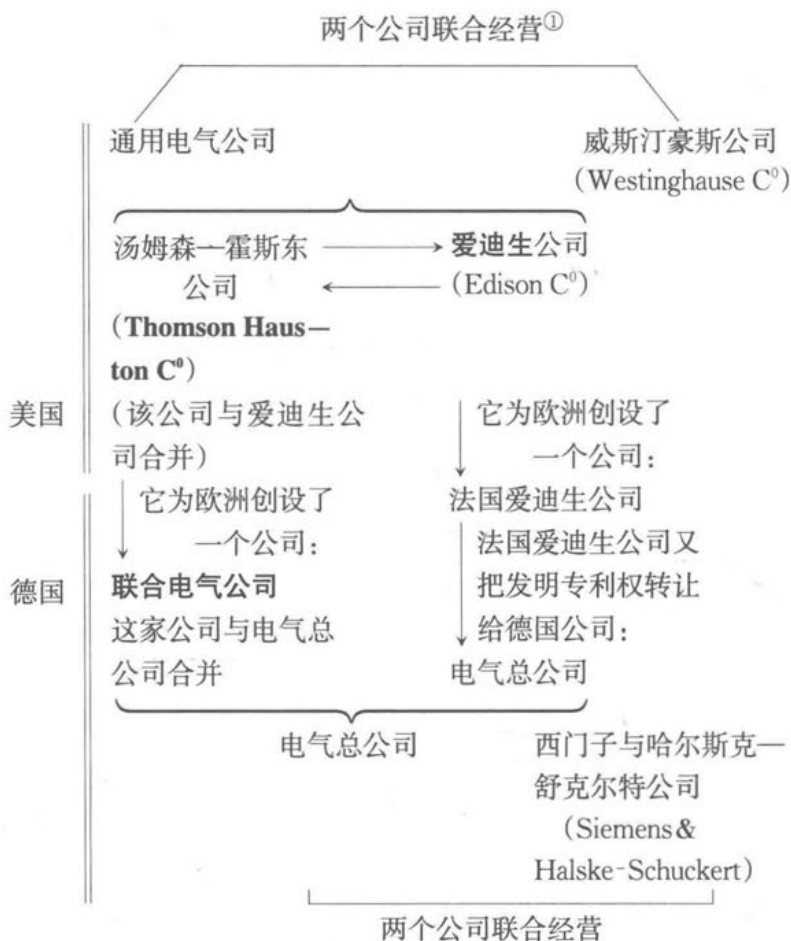 两个公司联合经营①
通用电气公司
威斯汀豪斯公司
(Westinghause C⁰)
汤姆森—霍斯东
公司
(Thomson Haus—
ton C⁰)
(该公司与爱迪生公
司合并)
爱迪生公司
(Edison C⁰)
美国
它为欧洲创设了
一个公司:
法国爱迪生公司
法国爱迪生公司又
把发明专利权转让
给德国公司:
电气总公司
它为欧洲创设了
一个公司:
德国
联合电气公司
这家公司与电气总
公司合并
电气总公司
西门子与哈尔斯克—
舒克尔特公司
(Siemens&
Halske-Schuckert)
两个公司联合经营